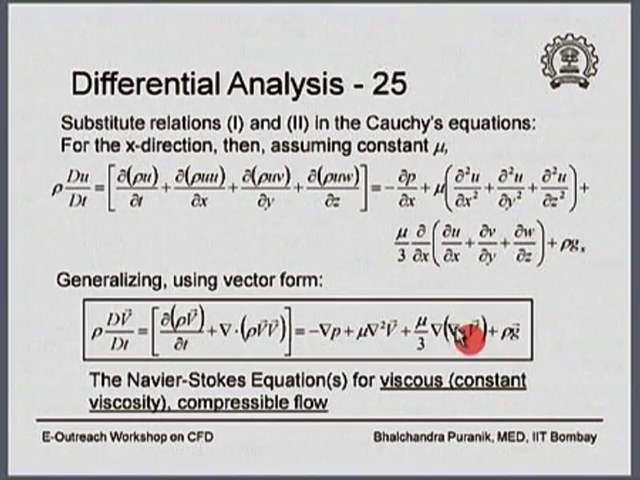 Differential Analysis - 25
Substitute relations (I) and (II) in the Cauchy's equations:
For the x-direction, then, assuming constant μ,
ρ Du/Dt = [∂(ρu)/∂t + ∂(ρuu)/∂x + ∂(ρuv)/∂y + ∂(ρuw)/∂z] = -∂p/∂x + μ(∂²u/∂x² + ∂²u/∂y² + ∂²u/∂z²) +
μ/3 ∂/∂x (∂u/∂x + ∂v/∂y + ∂w/∂z) + ρgₓ
Generalizing, using vector form:
ρ DV⃗/Dt = [∂(ρV⃗)/∂t + ∇·(ρV⃗V⃗)] = -∇p + μ∇²V⃗ + μ/3 ∇(∇·V⃗) + ρg⃗
The Navier-Stokes Equation(s) for viscous (constant
viscosity), compressible flow
E-Outreach Workshop on CFD
Bhalchandra Puranik, MED, IIT Bombay